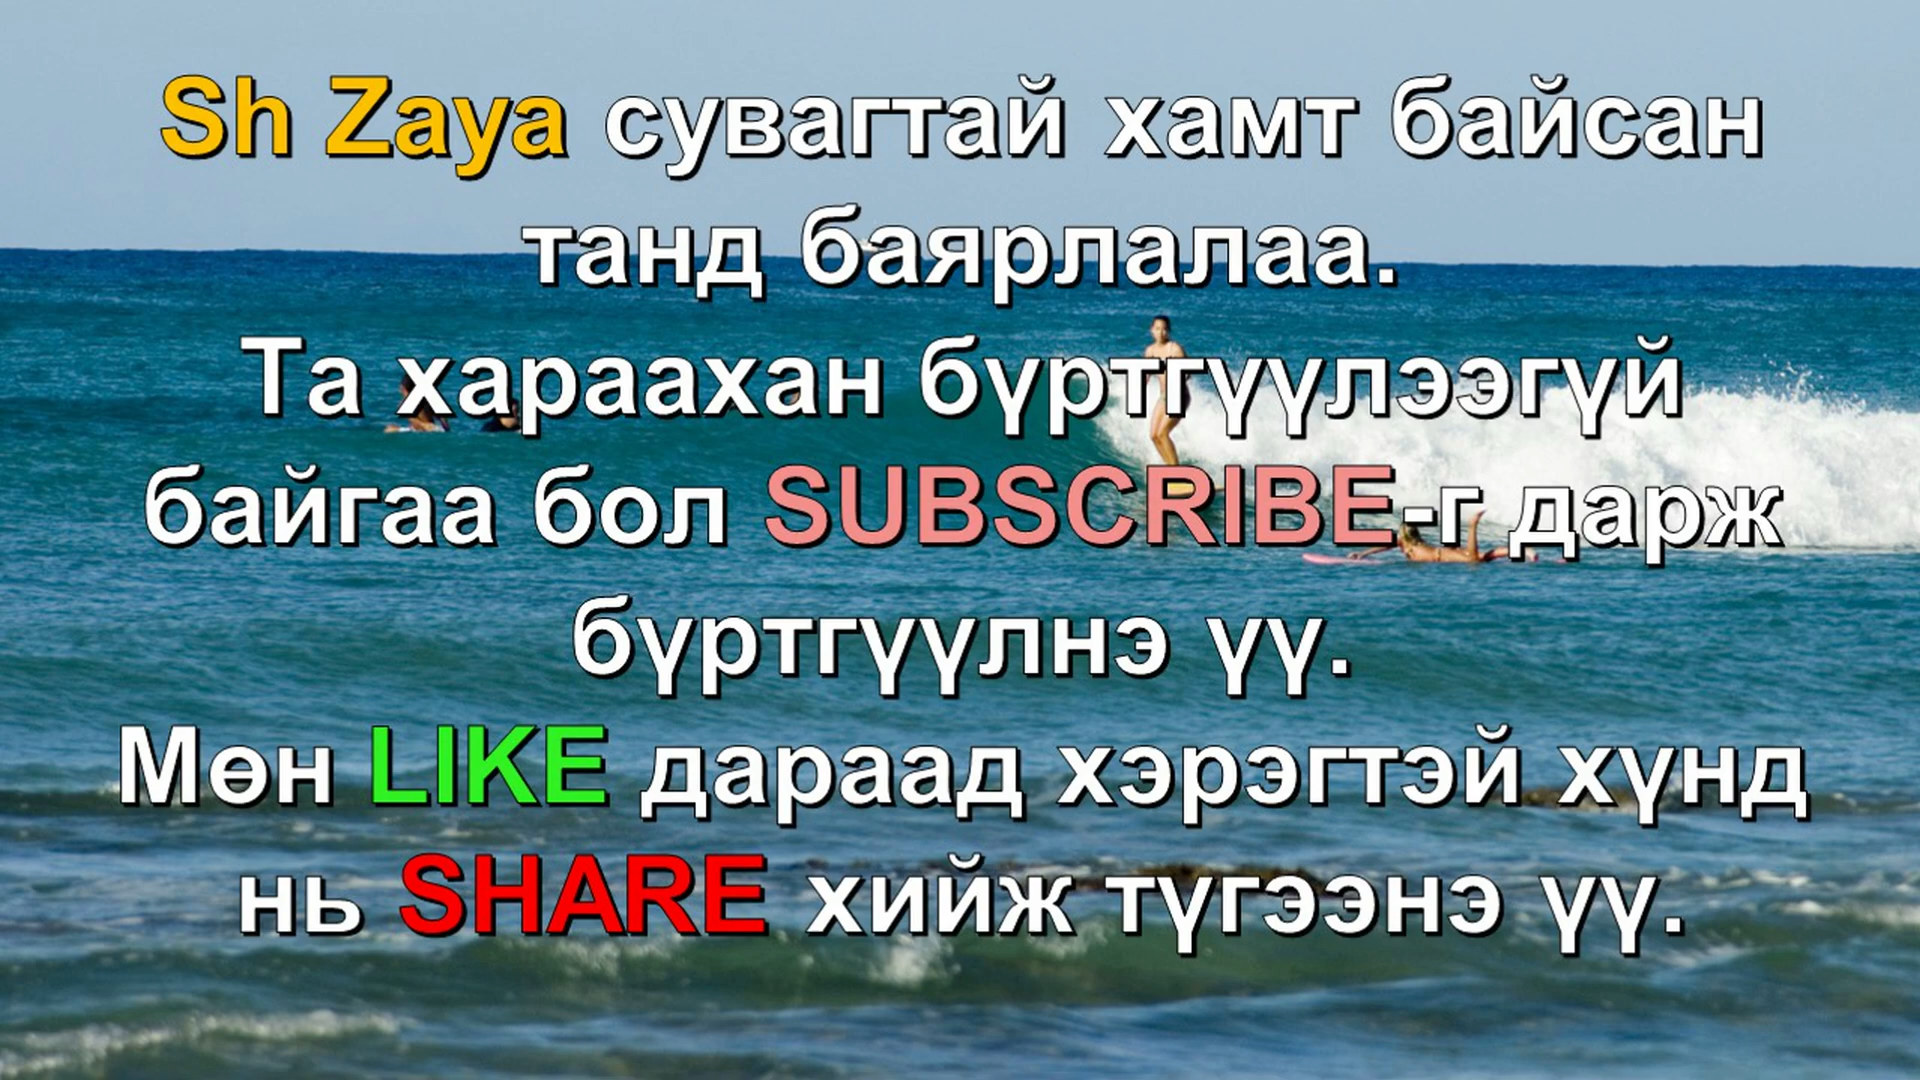 Sh Zaya сувагтай хамт байсан
танд баярлалаа.
Та хараахан бүртгүүлээгүй
байгаа бол SUBSCRIBE-г дарж
бүртгүүлнэ үү.
Мөн LIKE дараад хэрэгтэй хүнд
нь SHARE хийж түгээнэ үү.